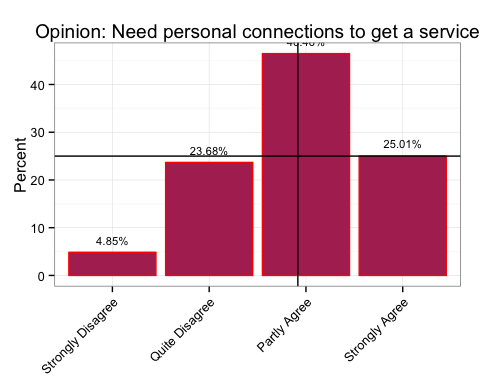 Opinion: Need personal connections to get a service
Percent
40
30
20
10
0
4.85%
23.68%
25.01%
Strongly Disagree
Quite Disagree
Partly Agree
Strongly Agree